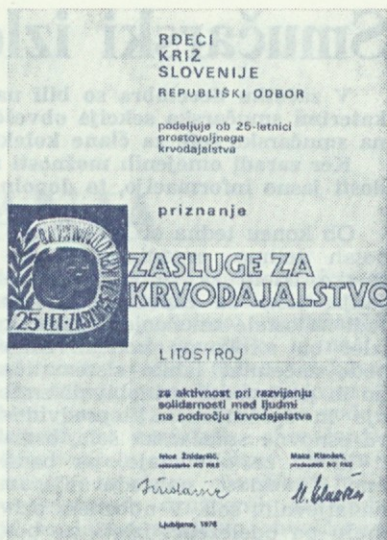 RDEČI
KRIŽ
SLOVENIJE
REPUBLIŠKI ODBOR
podeljuje ob 25-letnici
prostovoljnega
krvodajalstva
priznanje
25 LET
ZASLUGE ZA
KRVODAJALSTVO
LITOSTROJ
za aktivnost pri razvijanju
solidarnosti med ljudmi
na področju krvodajalstva
Ljubljana, 1978